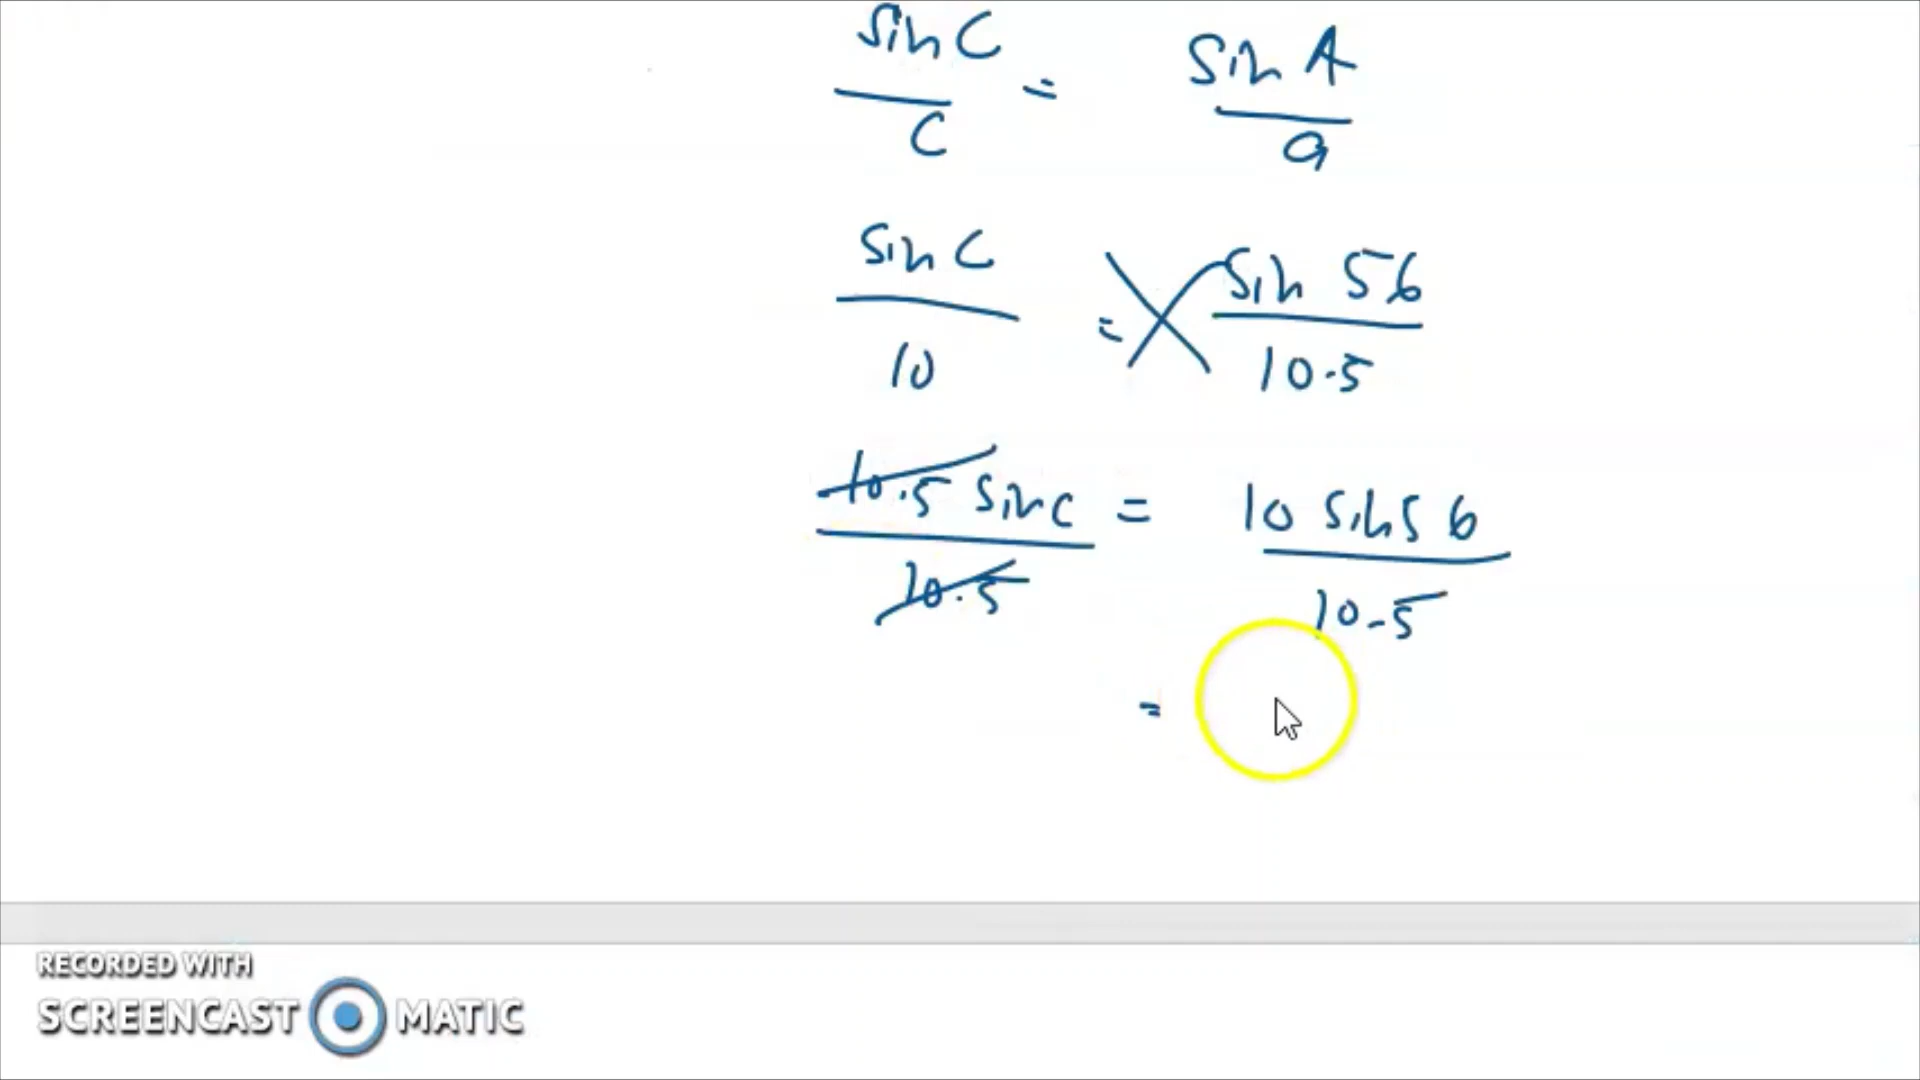 sin C = sin A
C a
sin C = sin 56
10 10.5
10.5 sin C = 10 sin 56
10.5 10.5
=
RECORDED WITH
SCREENCAST MATIC